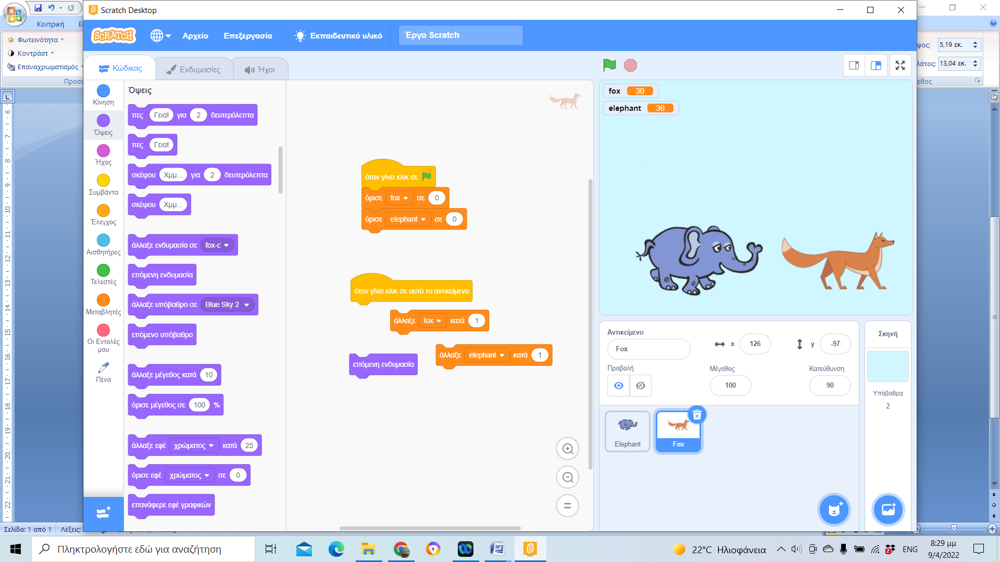 Scratch Desktop
Κεντρική
SCRATCH
Αρχείο
Επεξεργασία
Εκπαιδευτικό υλικό
Έργο Scratch
Φωτεινότητα
Κοντράστ
Επαναχρωματισμός
5,19 εκ.
13,04 εκ.
Κώδικας
Ενδυμασίες
Ήχοι
Κίνηση
Όψεις
Ήχος
Συμβάντα
Έλεγχος
Αισθητήρες
Τελεστές
Μεταβλητές
Οι Εντολές
μου
Πένα
Όψεις
πες Γεια! για 2 δευτερόλεπτα
πες Γεια!
σκέψου Χμμ... για 2 δευτερόλεπτα
σκέψου Χμμ...
άλλαξε ενδυμασία σε fox-c
επόμενη ενδυμασία
άλλαξε υπόβαθρο σε Blue Sky 2
επόμενο υπόβαθρο
άλλαξε μέγεθος κατά 10
όρισε μέγεθος σε 100 %
άλλαξε εφέ χρώματος κατά 25
όρισε εφέ χρώματος σε 0
επανάφερε εφέ γραφικών
όταν γίνει κλικ σε
όρισε fox σε 0
όρισε elephant σε 0
όταν γίνει κλικ σε αυτό το αντικείμενο
άλλαξε fox κατά 1
άλλαξε elephant κατά 1
επόμενη ενδυμασία
fox 30
elephant 36
Αντικείμενο
Fox
x 126
y -97
Προβολή
Μέγεθος
100
Κατεύθυνση
90
Elephant
Fox
Σκηνή
Υπόβαθρα
2
Σελίδα: 1 από 1
Λέξεις:
Πληκτρολογήστε εδώ για αναζήτηση
22°C Ηλιοφάνεια
ENG
8:29 μμ
9/4/2022